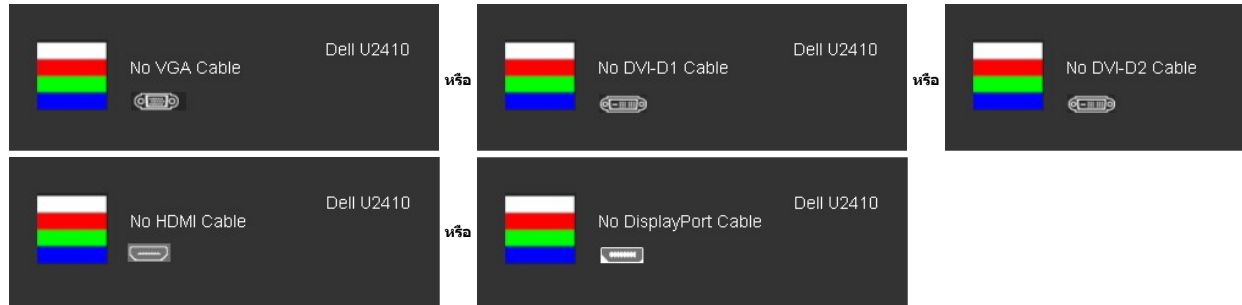 Dell U2410
No VGA Cable
หรือ
Dell U2410
No DVI-D1 Cable
หรือ
No DVI-D2 Cable
Dell U2410
No HDMI Cable
หรือ
Dell U2410
No DisplayPort Cable